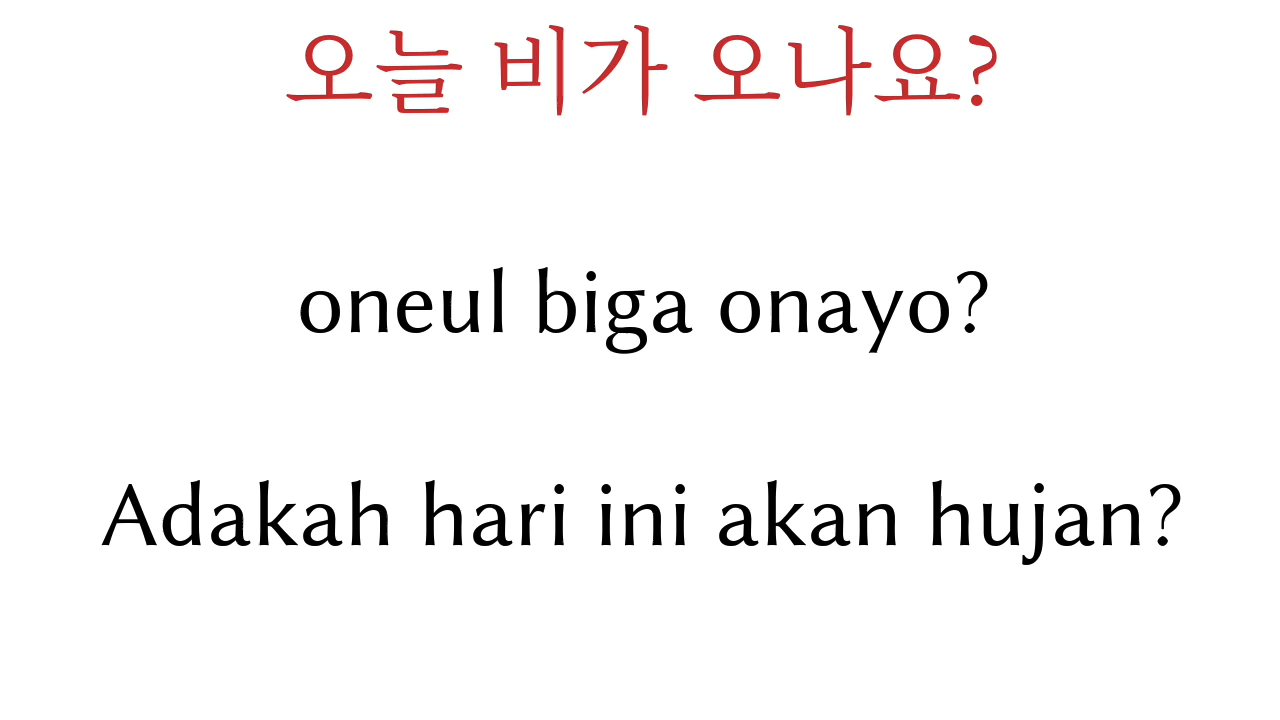 오늘 비가 오나요?
oneul biga onayo?
Adakah hari ini akan hujan?